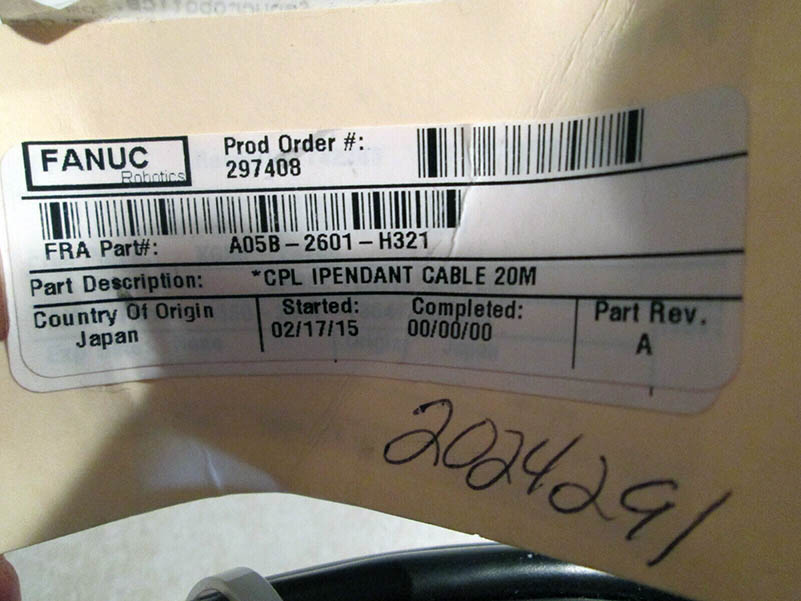 FANUC
Robotics
Prod Order #:
297408
FRA Part#: A05B-2601-H321
Part Description: *CPL IPENDANT CABLE 20M
Country Of Origin
Japan
Started:
02/17/15
Completed:
00/00/00
Part Rev.
A
2024291